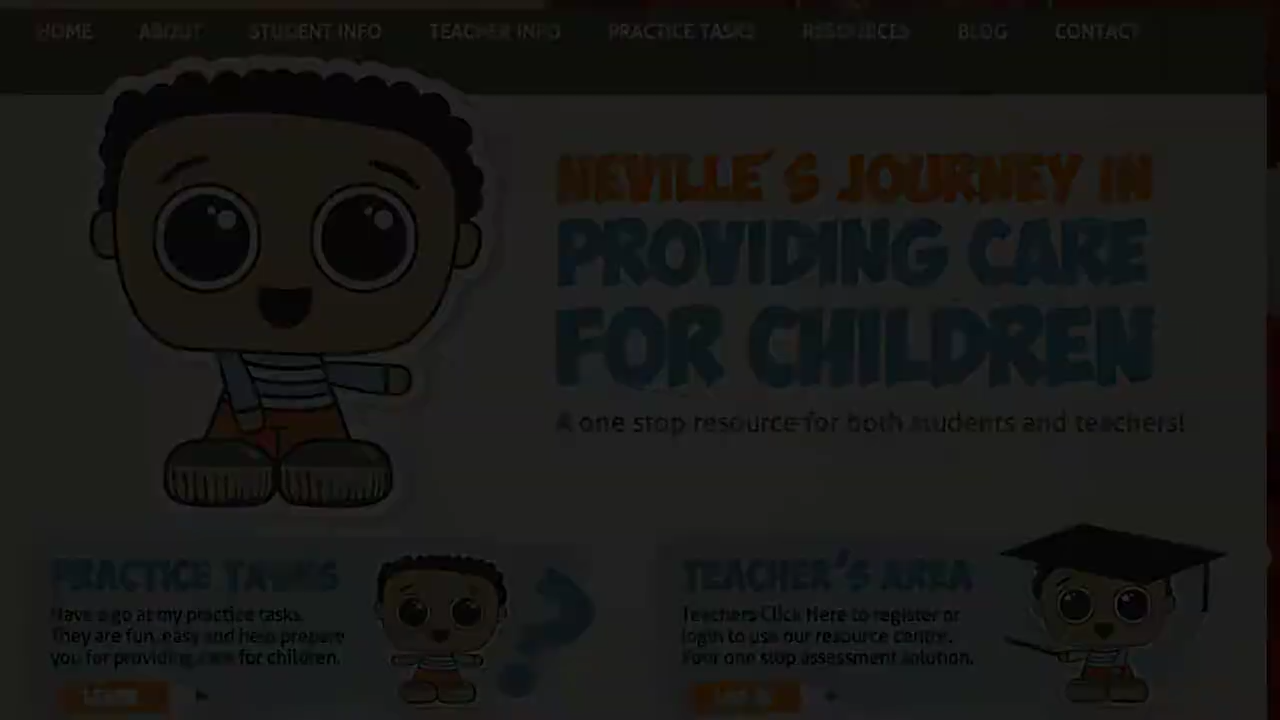 HOME ABOUT STUDENT INFO TEACHER INFO PRACTICE TASKS RESOURCES BLOG CONTACT
NEVILLE'S JOURNEY IN
PROVIDING CARE
FOR CHILDREN
A one stop resource for both students and teachers!
PRACTICE TASKS
Have a go at my practice tasks.
They are fun, easy and help prepare
you for providing care for children.
TEACHER'S AREA
Teachers Click Here to register or
login to use our resource centre.
Your one stop assessment solution.